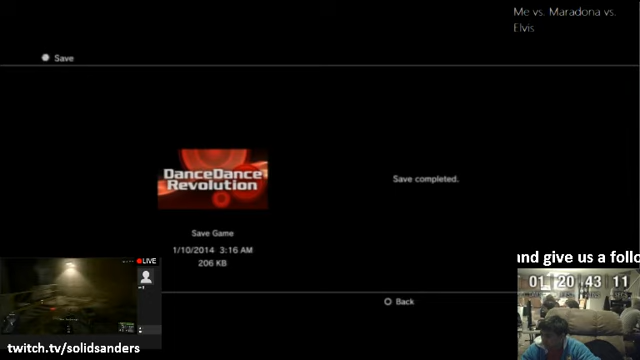 Me vs. Maradona vs.
Elvis
Save
DanceDance
Revolution
Save completed.
Save Game
1/10/2014 3:16 AM
206 KB
LIVE
and give us a follo
01 20 43 11
Back
twitch.tv/solidsanders